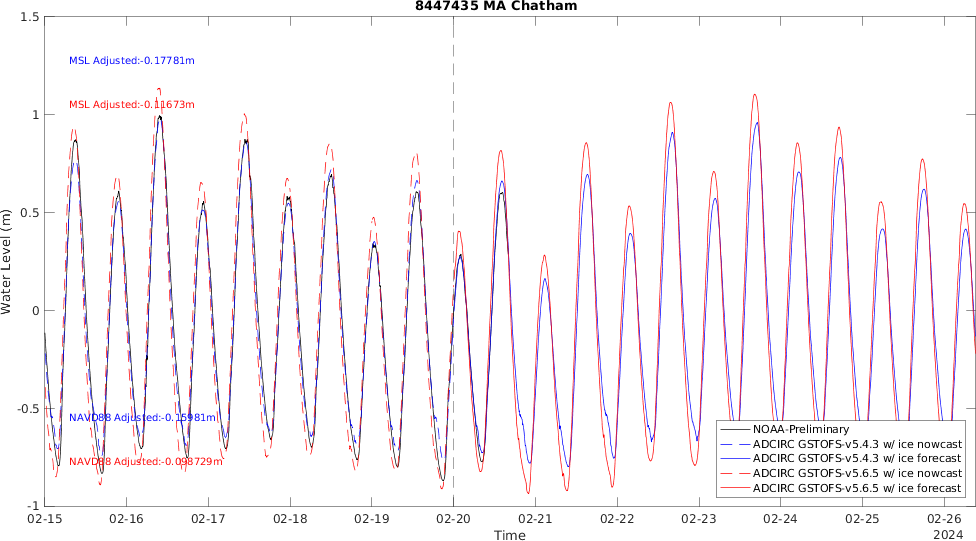 8447435 MA Chatham
1.5
MSL Adjusted:-0.17781m
MSL Adjusted:-0.11673m
1
0.5
Water Level (m)
0
-0.5
NAVD88 Adjusted:-0.15981m
NAVD88 Adjusted:-0.098729m
-1
NOAA-Preliminary
ADCIRC GSTOFS-v5.4.3 w/ ice nowcast
ADCIRC GSTOFS-v5.4.3 w/ ice forecast
ADCIRC GSTOFS-v5.6.5 w/ ice nowcast
ADCIRC GSTOFS-v5.6.5 w/ ice forecast
02-15 02-16 02-17 02-18 02-19 02-20 02-21 02-22 02-23 02-24 02-25 02-26
Time
2024